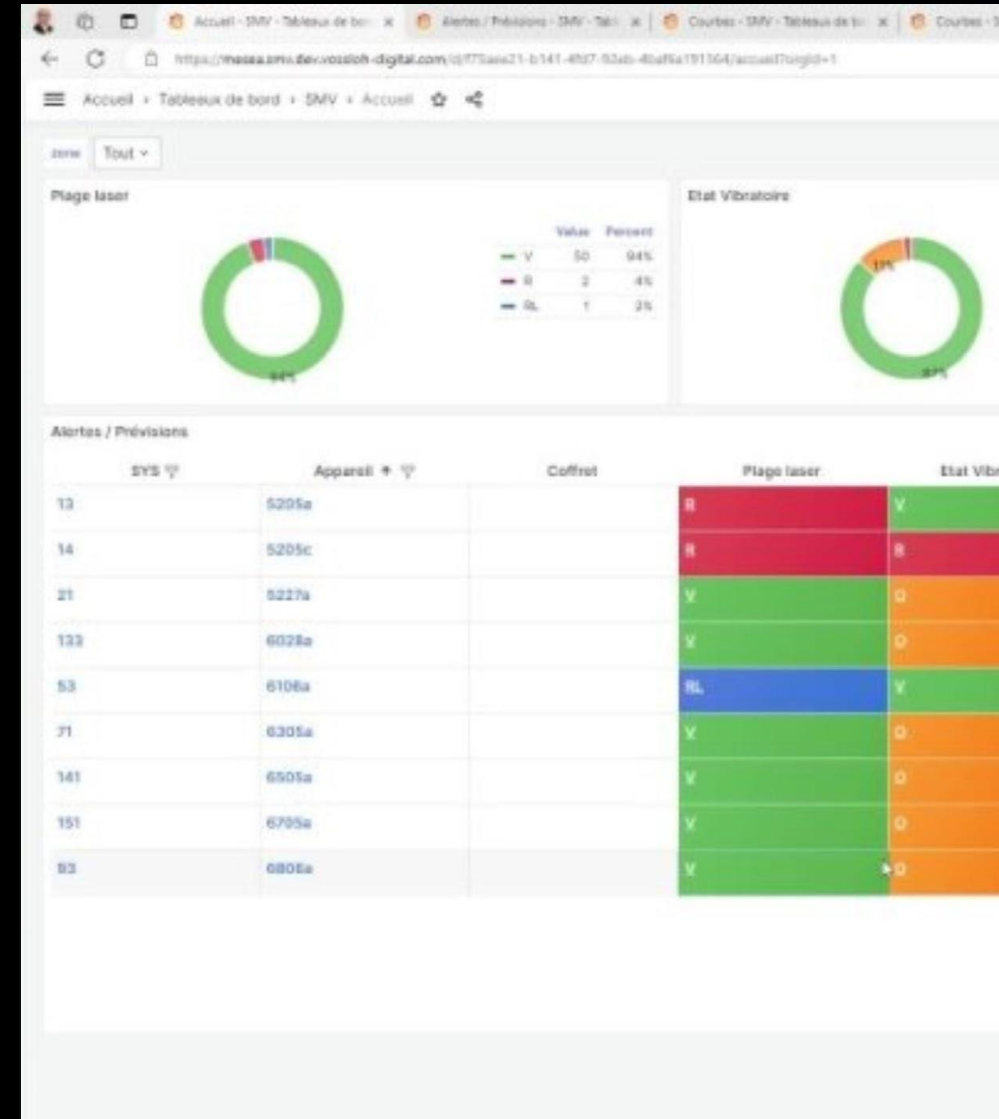 Accueil - SMV - Tableaux de bor
Alertes / Prévisions - SMV - Tabl
Courbes - SMV - Tableaux de b
Courbes - S
Accueil › Tableaux de bord › SMV › Accueil
zone Tout
Plage laser
Value Percent
V 50 94%
R 2 4%
RL 1 2%
94%
Etat Vibratoire
Alertes / Prévisions
SYS Appareil Coffret Plage laser Etat Vibr
13 5205a R V
14 5205c R R
21 5227a V O
133 6028a V O
53 6106a RL V
71 6305a V O
141 6505a V O
151 6705a V O
93 6806a V O